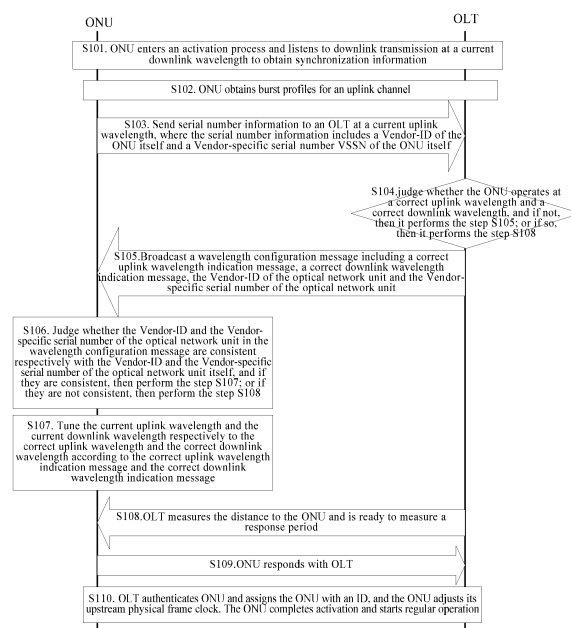 ONU
OLT
S101. ONU enters an activation process and listens to downlink transmission at a current
downlink wavelength to obtain synchronization information
S102. ONU obtains burst profiles for an uplink channel
S103. Send serial number information to an OLT at a current uplink
wavelength, where the serial number information includes a Vendor-ID of the
ONU itself and a Vendor-specific serial number VSSN of the ONU itself
S104.judge whether the ONU operates at
a correct uplink wavelength and a
correct downlink wavelength, and if not,
then it performs the step S105; or if so,
then it performs the step S108
S105.Broadcast a wavelength configuration message including a correct
uplink wavelength indication message, a correct downlink wavelength
indication message, the Vendor-ID of the optical network unit and the Vendor-
specific serial number of the optical network unit
S106. Judge whether the Vendor-ID and the Vendor-
specific serial number of the optical network unit in the
wavelength configuration message are consistent
respectively with the Vendor-ID and the Vendor-specific
serial number of the optical network unit itself, and if
they are consistent, then perform the step S107; or if
they are not consistent, then perform the step S108
S107. Tune the current uplink wavelength and the
current downlink wavelength respectively to the
correct uplink wavelength and the correct downlink
wavelength according to the correct uplink wavelength
indication message and the correct downlink
wavelength indication message
S108.OLT measures the distance to the ONU and is ready to measure a
response period
S109.ONU responds with OLT
S110. OLT authenticates ONU and assigns the ONU with an ID, and the ONU adjusts its
upstream physical frame clock. The ONU completes activation and starts regular operation